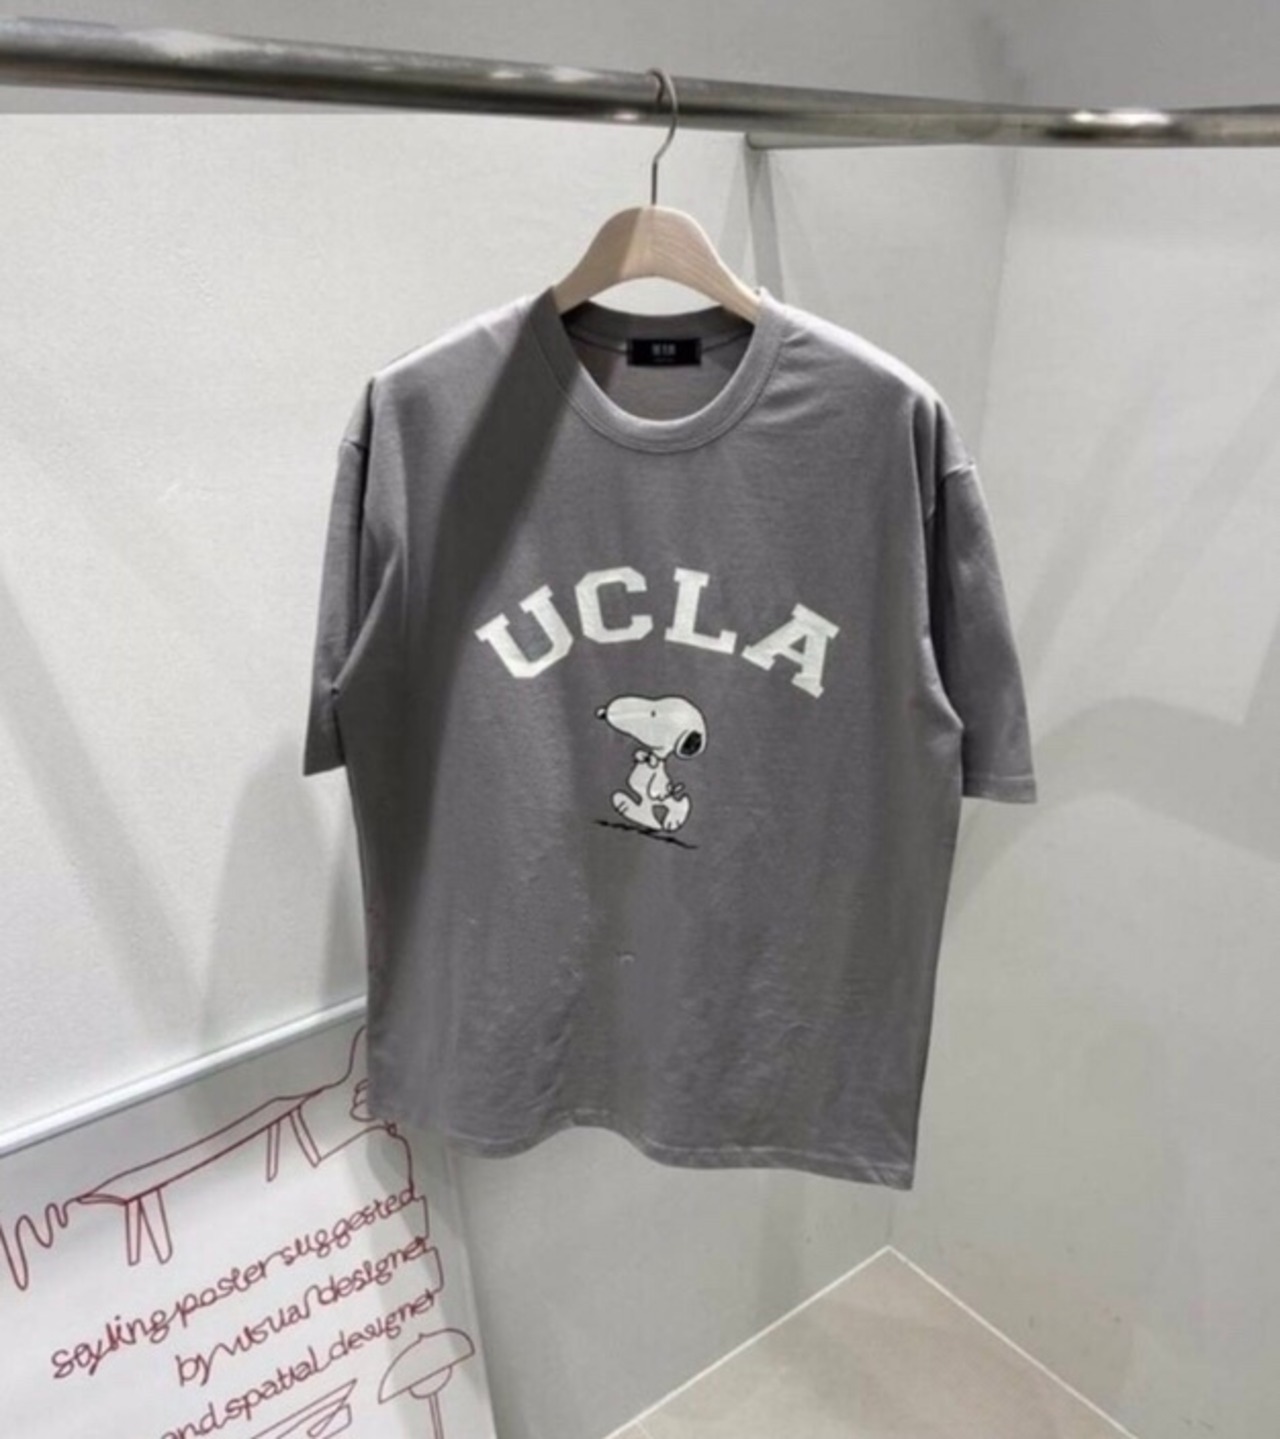 UCLA
styling poster suggested
by visual designer
and spatial designer